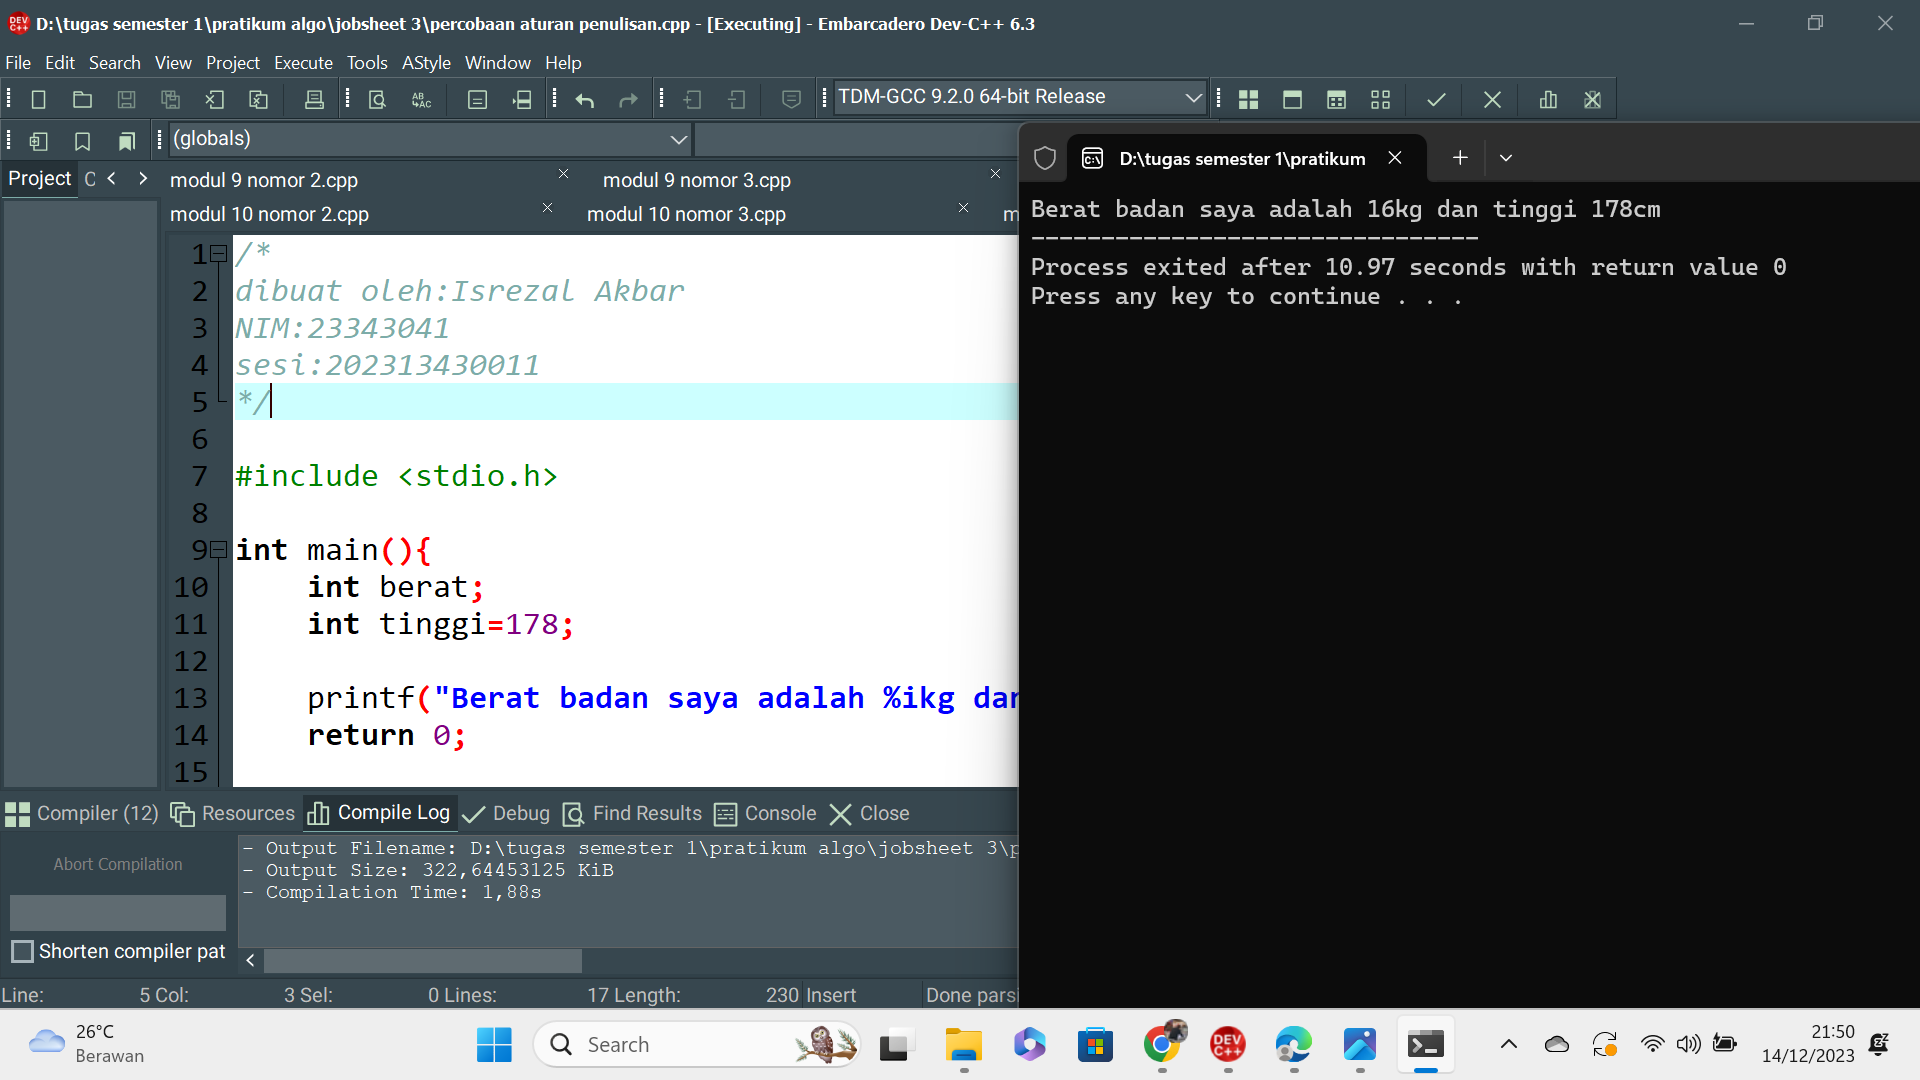 D:\tugas semester 1\pratikum algo\jobsheet 3\percobaan aturan penulisan.cpp - [Executing] - Embarcadero Dev-C++ 6.3
File Edit Search View Project Execute Tools AStyle Window Help
TDM-GCC 9.2.0 64-bit Release
(globals)
Project
modul 9 nomor 2.cpp
modul 9 nomor 3.cpp
modul 10 nomor 2.cpp
modul 10 nomor 3.cpp
1 /*
2 dibuat oleh:Isrezal Akbar
3 NIM:23343041
4 sesi:202313430011
5 */
6
7 #include <stdio.h>
8
9 int main(){
10 int berat;
11 int tinggi=178;
12
13 printf("Berat badan saya adalah %ikg dan
14 return 0;
15
D:\tugas semester 1\pratikum
Berat badan saya adalah 16kg dan tinggi 178cm
--------------------------------
Process exited after 10.97 seconds with return value 0
Press any key to continue . . .
Compiler (12) Resources Compile Log Debug Find Results Console Close
Abort Compilation
Shorten compiler pat
- Output Filename: D:\tugas semester 1\pratikum algo\jobsheet 3\p
- Output Size: 322,64453125 KiB
- Compilation Time: 1,88s
Line: 5 Col: 3 Sel: 0 Lines: 17 Length: 230 Insert Done parsi
26°C
Berawan
Search
DEV C++
21:50
14/12/2023